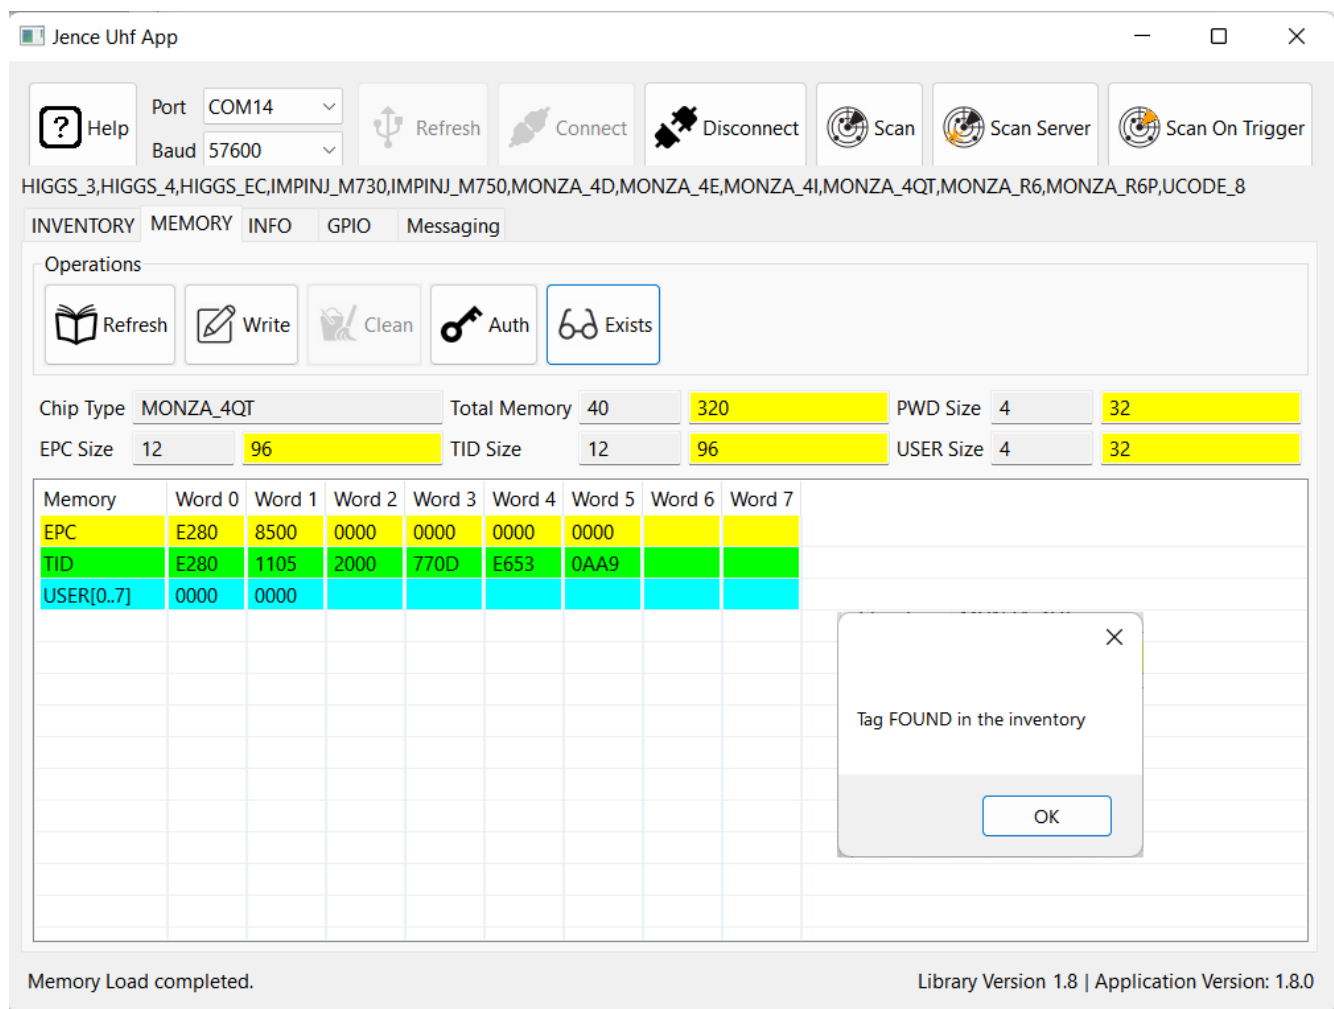 Jence Uhf App
Help Port COM14 Refresh Connect Disconnect Scan Scan Server Scan On Trigger
Baud 57600
HIGGS_3,HIGGS_4,HIGGS_EC,IMPINJ_M730,IMPINJ_M750,MONZA_4D,MONZA_4E,MONZA_4I,MONZA_4QT,MONZA_R6,MONZA_R6P,UCODE_8
INVENTORY MEMORY INFO GPIO Messaging
Operations
Refresh Write Clean Auth Exists
Chip Type MONZA_4QT Total Memory 40 320 PWD Size 4 32
EPC Size 12 96 TID Size 12 96 USER Size 4 32
Memory Word 0 Word 1 Word 2 Word 3 Word 4 Word 5 Word 6 Word 7
EPC E280 8500 0000 0000 0000 0000
TID E280 1105 2000 770D E653 0AA9
USER[0..7] 0000 0000
Tag FOUND in the inventory
OK
Memory Load completed. Library Version 1.8 | Application Version: 1.8.0